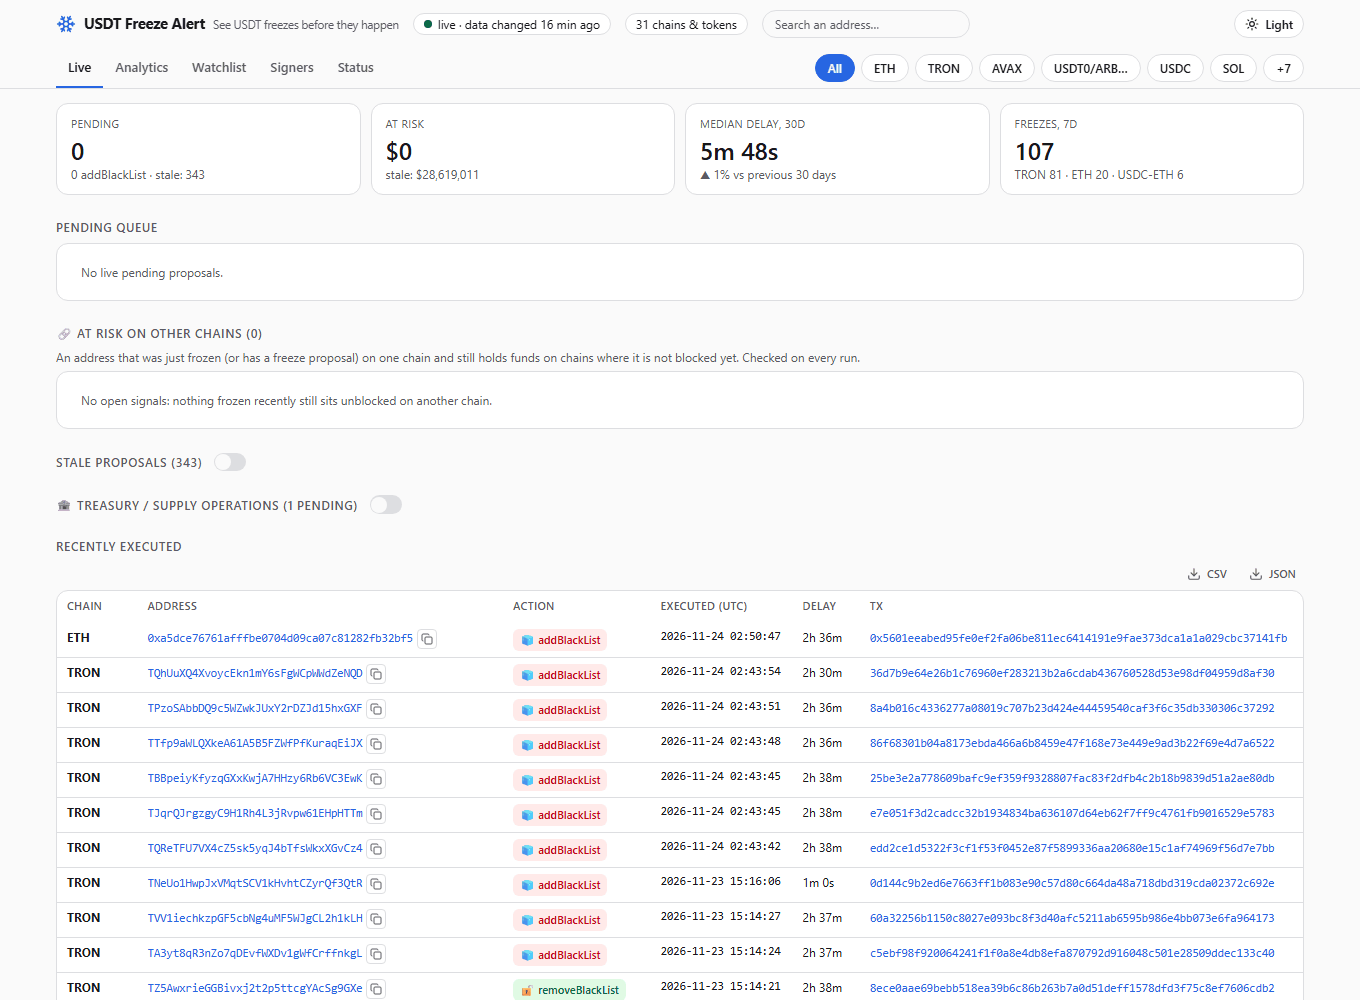 USDT Freeze Alert See USDT freezes before they happen live · data changed 16 min ago 31 chains & tokens Search an address... Light
Live Analytics Watchlist Signers Status All ETH TRON AVAX USDT0/ARB... USDC SOL +7
PENDING
0
0 addBlackList · stale: 343
AT RISK
$0
stale: $28,619,011
MEDIAN DELAY, 30D
5m 48s
▲ 1% vs previous 30 days
FREEZES, 7D
107
TRON 81 · ETH 20 · USDC-ETH 6
PENDING QUEUE
No live pending proposals.
AT RISK ON OTHER CHAINS (0)
An address that was just frozen (or has a freeze proposal) on one chain and still holds funds on chains where it is not blocked yet. Checked on every run.
No open signals: nothing frozen recently still sits unblocked on another chain.
STALE PROPOSALS (343)
TREASURY / SUPPLY OPERATIONS (1 PENDING)
RECENTLY EXECUTED
CSV JSON
CHAIN ADDRESS ACTION EXECUTED (UTC) DELAY TX
ETH 0xa5dce76761afffbe0704d09ca07c81282fb32bf5 addBlackList 2026-11-24 02:50:47 2h 36m 0x5601eeabed95fe0ef2fa06be811ec6414191e9fae373dca1a1a029cbc37141fb
TRON TQhUuXQ4XvoycEkn1mY6sFgWCpWWdZeNQD addBlackList 2026-11-24 02:43:54 2h 30m 36d7b9e64e26b1c76960ef283213b2a6cdab436760528d53e98df04959d8af30
TRON TPzoSAbbDQ9c5WZwkJUxY2rDZJd15hxGXF addBlackList 2026-11-24 02:43:51 2h 36m 8a4b016c4336277a08019c707b23d424e44459540caf3f6c35db330306c37292
TRON TTfp9aWLQXkeA61A5B5FZWfPfKuraqEiJX addBlackList 2026-11-24 02:43:48 2h 36m 86f68301b04a8173ebda466a6b8459e47f168e73e449e9ad3b22f69e4d7a6522
TRON TBBpeiyKfyzqGXxKwjA7HHzy6Rb6VC3EwK addBlackList 2026-11-24 02:43:45 2h 38m 25be3e2a778609bafc9ef359f9328807fac83f2dfb4c2b18b9839d51a2ae80db
TRON TJqrQJrgzgyC9H1Rh4L3jRvpw61EHpHTTm addBlackList 2026-11-24 02:43:45 2h 38m e7e051f3d2cadcc32b1934834ba636107d64eb62f7ff9c4761fb9016529e5783
TRON TQReTFU7VX4cZ5sk5yqJ4bTfsWkxXGvCz4 addBlackList 2026-11-24 02:43:42 2h 38m edd2ce1d5322f3cf1f53f0452e87f5899336aa20680e15c1af74969f56d7e7bb
TRON TNeUo1HwpJxVMqtSCV1kHvhtCZyrQf3QtR addBlackList 2026-11-23 15:16:06 1m 0s 0d144c9b2ed6e7663ff1b083e90c57d80c664da48a718dbd319cda02372c692e
TRON TVV1iechkzpGF5cbNg4uMF5WJgCL2h1kLH addBlackList 2026-11-23 15:14:27 2h 37m 60a32256b1150c8027e093bc8f3d40afc5211ab6595b986e4bb073e6fa964173
TRON TA3yt8qR3nZo7qDEvfWXDv1gWfCrffnkgL addBlackList 2026-11-23 15:14:24 2h 37m c5ebf98f920064241f1f0a8e4db8efa870792d916048c501e28509ddec133c40
TRON TZ5AwxrieGGBivxj2t2p5ttcgYAcSg9GXe removeBlackList 2026-11-23 15:14:21 2h 38m 8ece0aae69bebb518ea39b6c86b263b7a0d51deff1578dfd3f75c8ef7606cdb2